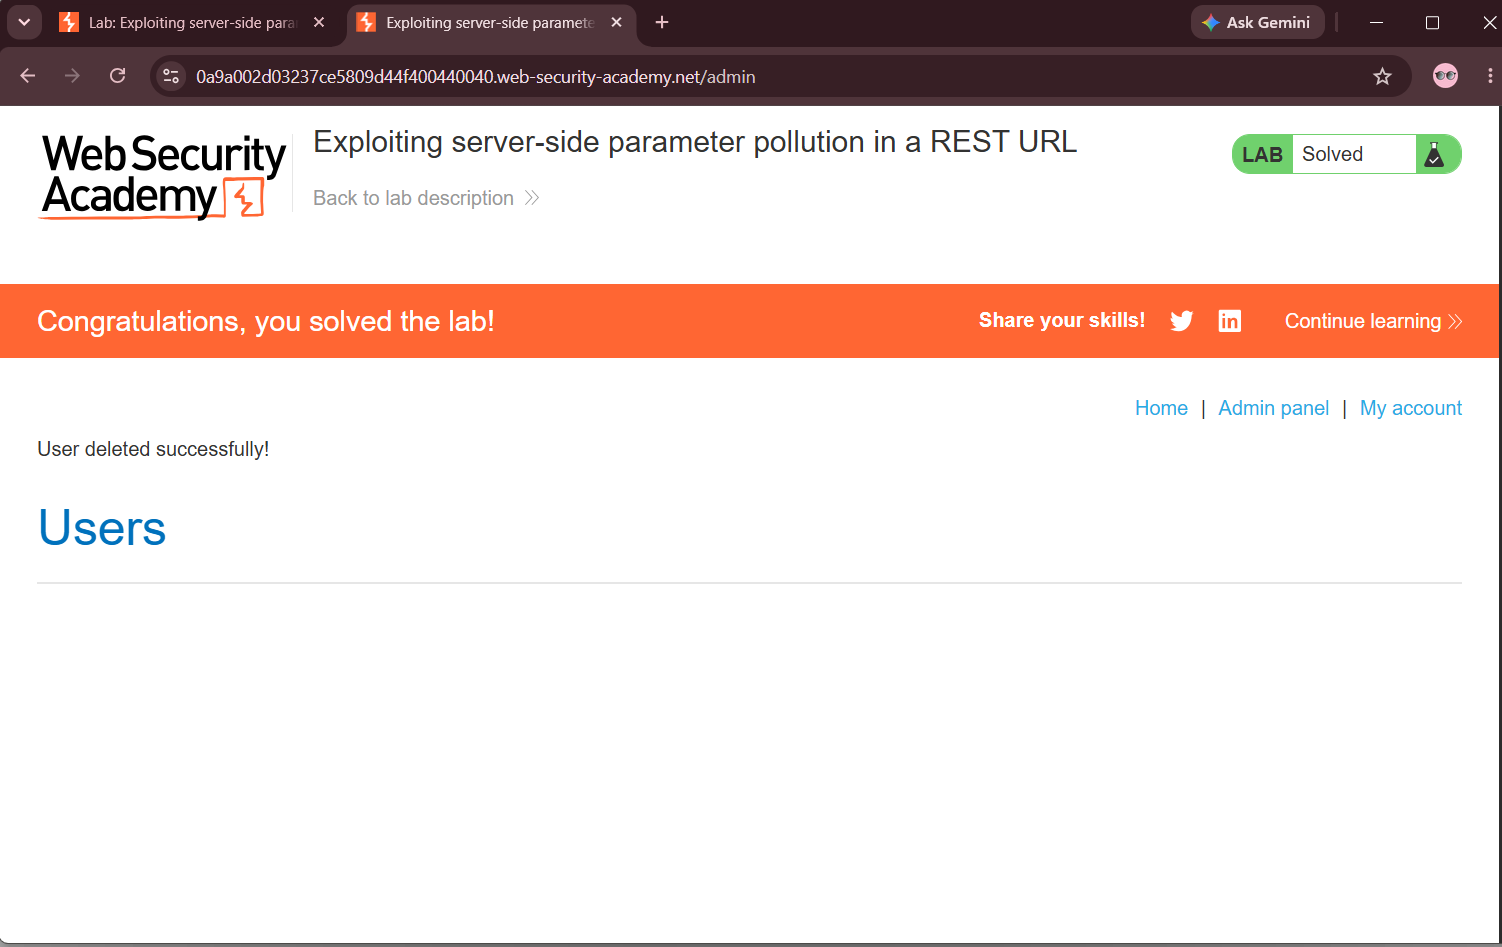 Lab: Exploiting server-side para
Exploiting server-side paramete
Ask Gemini
0a9a002d03237ce5809d44f400440040.web-security-academy.net/admin
Web Security
Academy
Exploiting server-side parameter pollution in a REST URL
Back to lab description
LAB Solved
Congratulations, you solved the lab!
Share your skills!
in
Continue learning
Home | Admin panel | My account
User deleted successfully!
Users